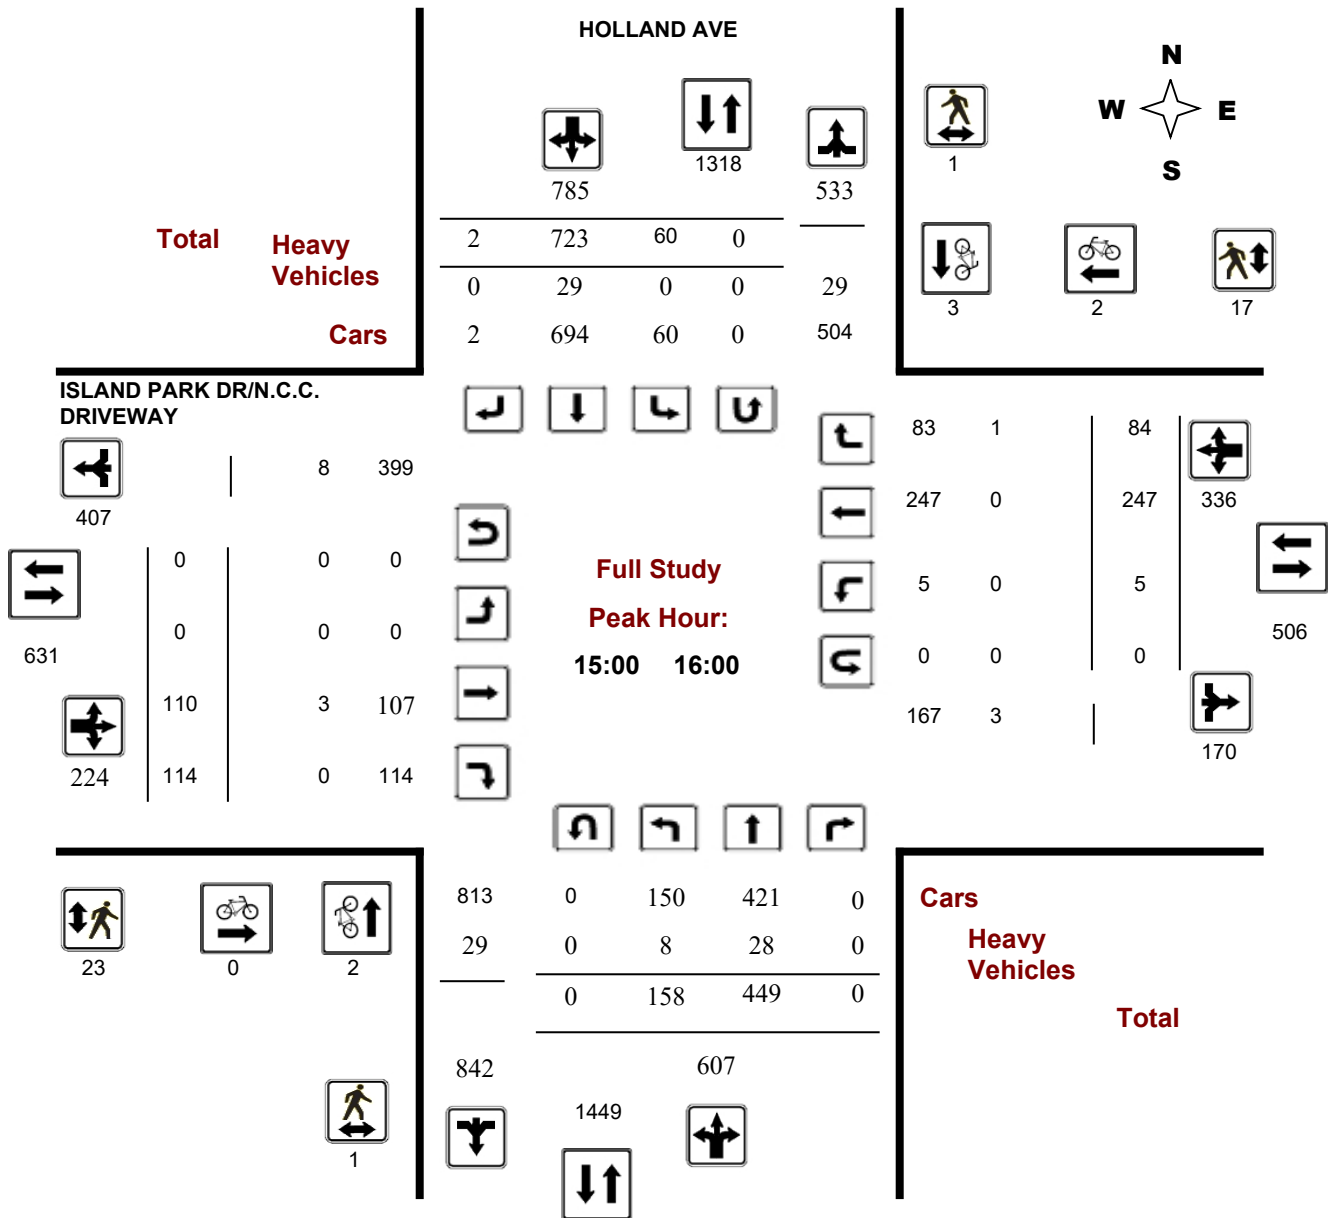 HOLLAND AVE
N
W E
S
1318
1
785 533
Total Heavy Vehicles
2 723 60 0
0 29 0 0 29
Cars
2 694 60 0 504
3 2 17
ISLAND PARK DR/N.C.C.
DRIVEWAY
83 1 84
8 399
407
247 0 247 336
0 0 0
Full Study
5 0 5
Peak Hour:
0 0 0
631
15:00 16:00
0 0 0
506
110 3 107
167 3
170
224 114 0 114
813 0 150 421 0
Cars
29 0 8 28 0
Heavy
Vehicles
23 0 2
0 158 449 0
Total
842 607
1449
1